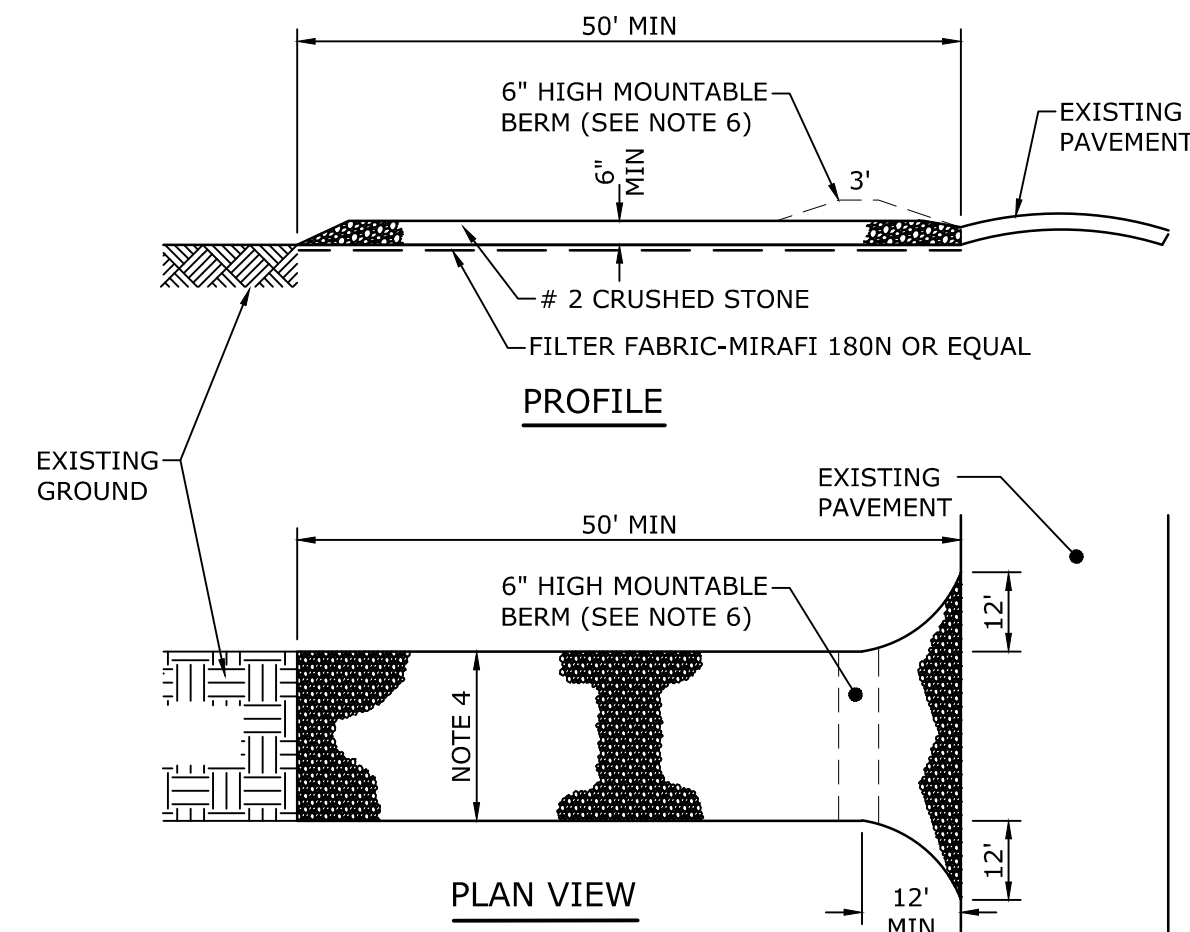 50' MIN
6" HIGH MOUNTABLE
BERM (SEE NOTE 6)
EXISTING
PAVEMENT
6"
MIN
3'
# 2 CRUSHED STONE
FILTER FABRIC-MIRAFI 180N OR EQUAL
PROFILE
EXISTING
GROUND
EXISTING
PAVEMENT
50' MIN
6" HIGH MOUNTABLE
BERM (SEE NOTE 6)
12'
NOTE 4
12'
PLAN VIEW
12'
MIN